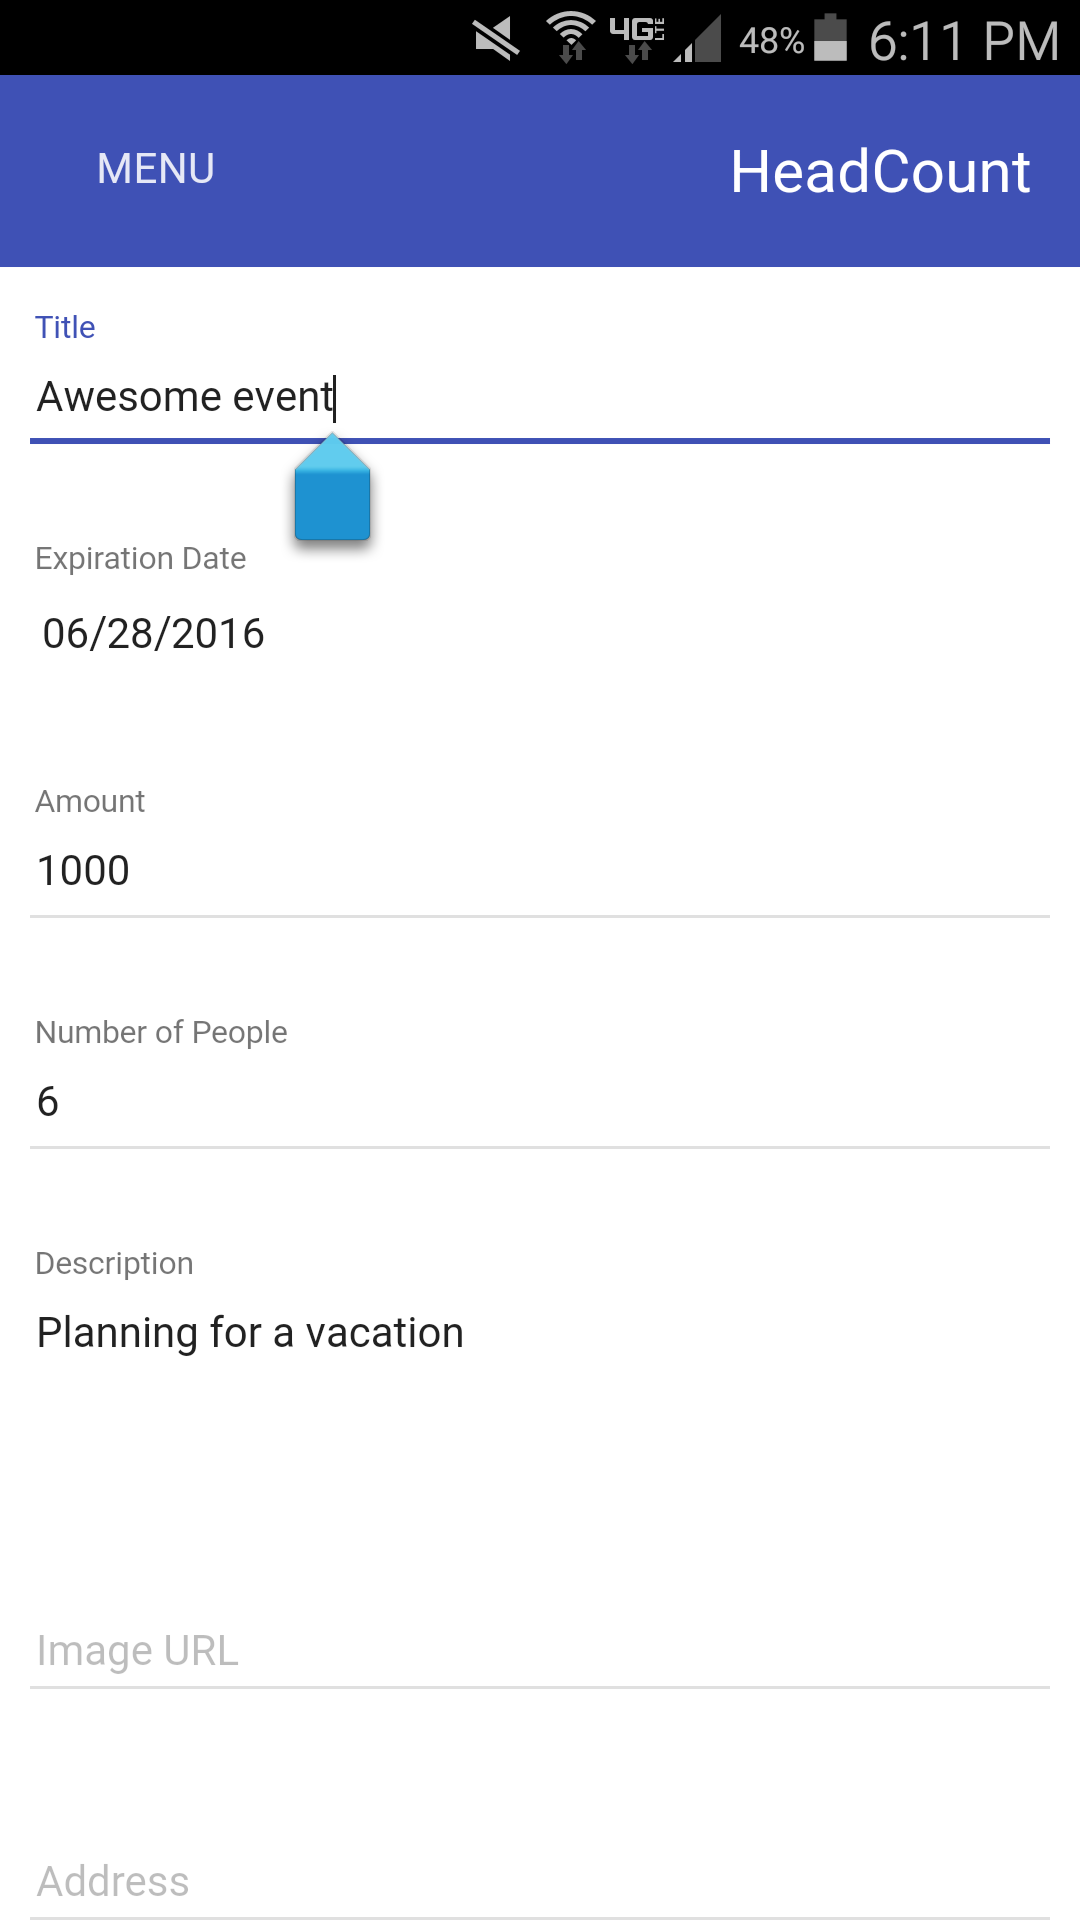 4G LTE 48% 6:11 PM
MENU HeadCount
Title
Awesome event
Expiration Date
06/28/2016
Amount
1000
Number of People
6
Description
Planning for a vacation
Image URL
Address